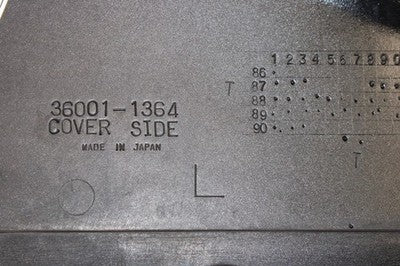 1 2 3 4 5 6 7 8 9 0
86
T 87
88
89
90
T
36001-1364
COVER SIDE
MADE IN JAPAN
L